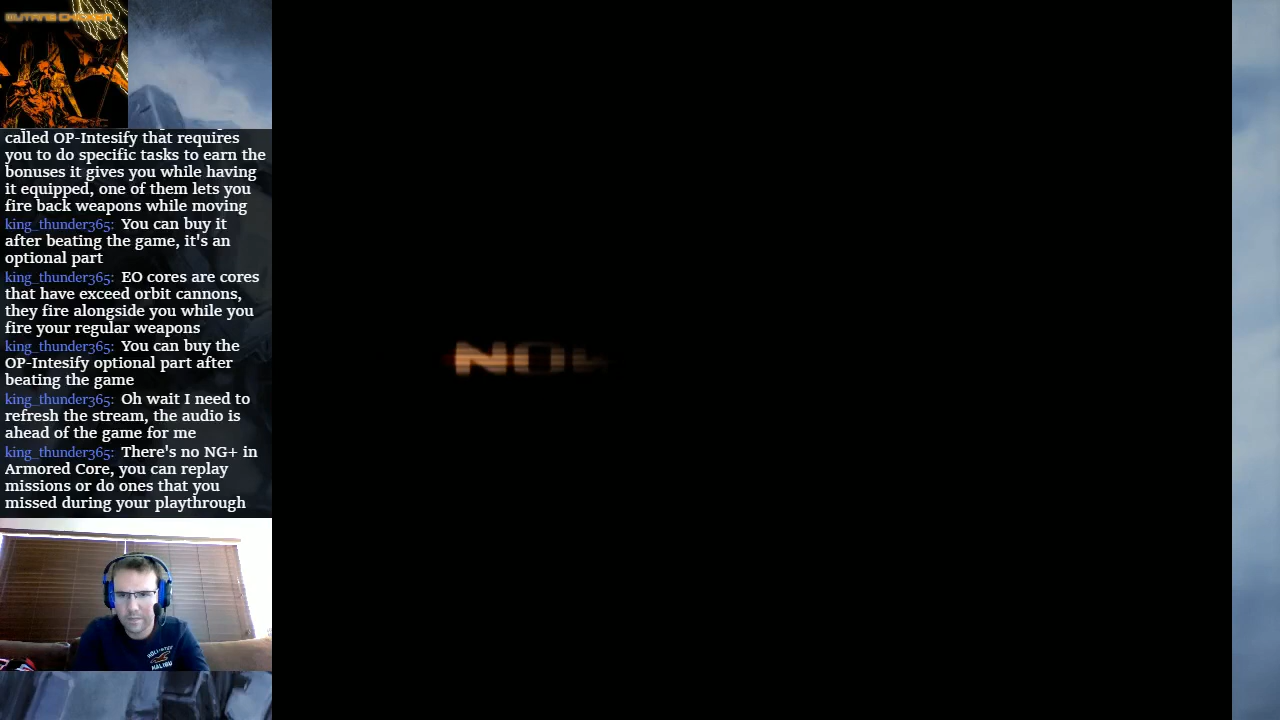 MUTANT CHICKEN
called OP-Intesify that requires
you to do specific tasks to earn the
bonuses it gives you while having
it equipped, one of them lets you
fire back weapons while moving
king_thunder365: You can buy it
after beating the game, it's an
optional part
king_thunder365: EO cores are cores
that have exceed orbit cannons,
they fire alongside you while you
fire your regular weapons
king_thunder365: You can buy the
OP-Intesify optional part after
beating the game
king_thunder365: Oh wait I need to
refresh the stream, the audio is
ahead of the game for me
king_thunder365: There's no NG+ in
Armored Core, you can replay
missions or do ones that you
missed during your playthrough
NO
HOLLISTER
MALIBU